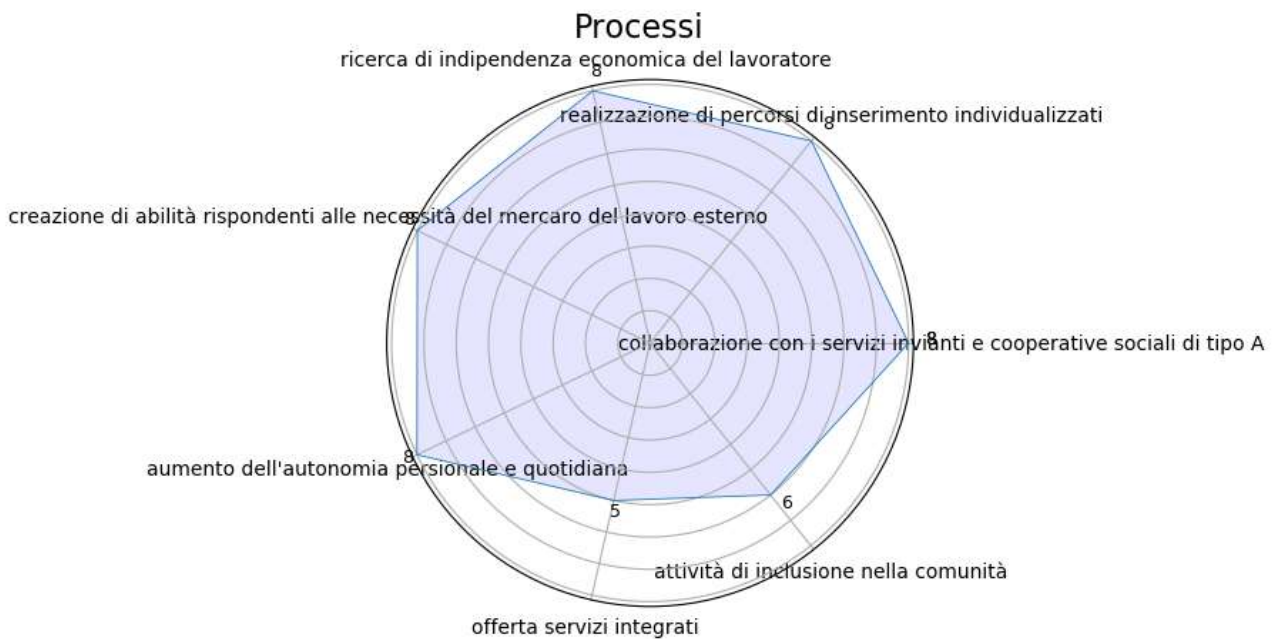 Processi
ricerca di indipendenza economica del lavoratore
8
realizzazione di percorsi di inserimento individualizzati
8
creazione di abilità rispondenti alle necessità del mercaro del lavoro esterno
8
collaborazione con i servizi invianti e cooperative sociali di tipo A
8
aumento dell'autonomia persionale e quotidiana
8
5
6
attività di inclusione nella comunità
offerta servizi integrati